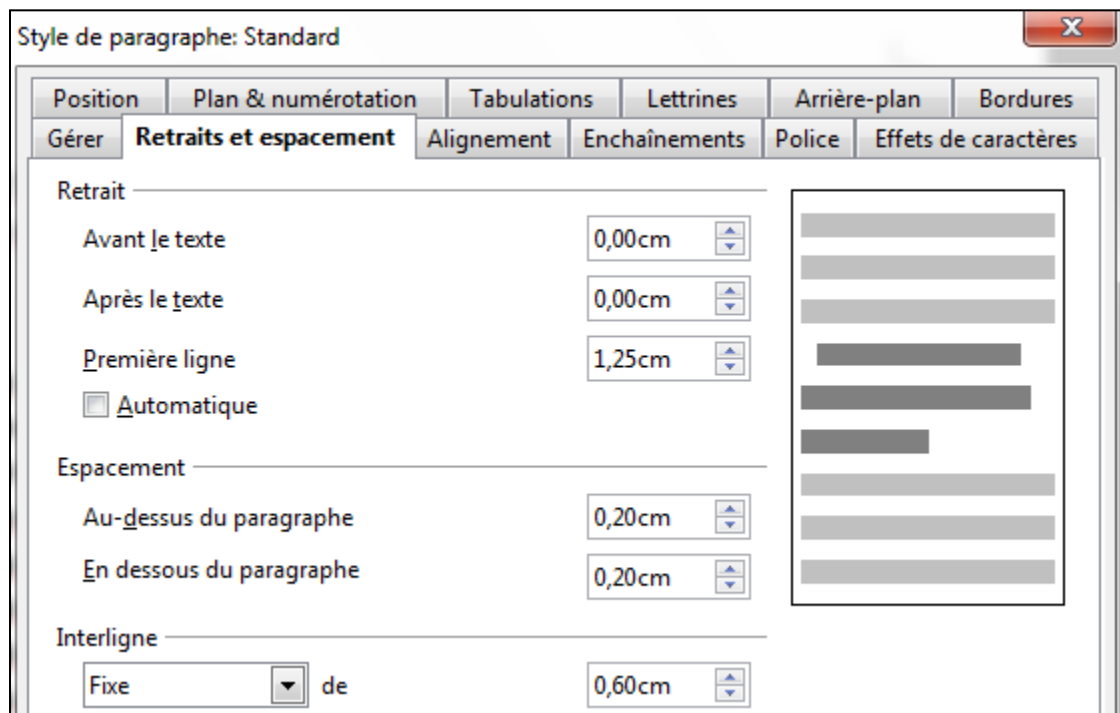 Style de paragraphe: Standard
X
Position Plan & numérotation Tabulations Lettrines Arrière-plan Bordures
Gérer Retraits et espacement Alignement Enchaînements Police Effets de caractères
Retrait
Avant le texte 0,00cm
Après le texte 0,00cm
Première ligne 1,25cm
Automatique
Espacement
Au-dessus du paragraphe 0,20cm
En dessous du paragraphe 0,20cm
Interligne
Fixe de 0,60cm